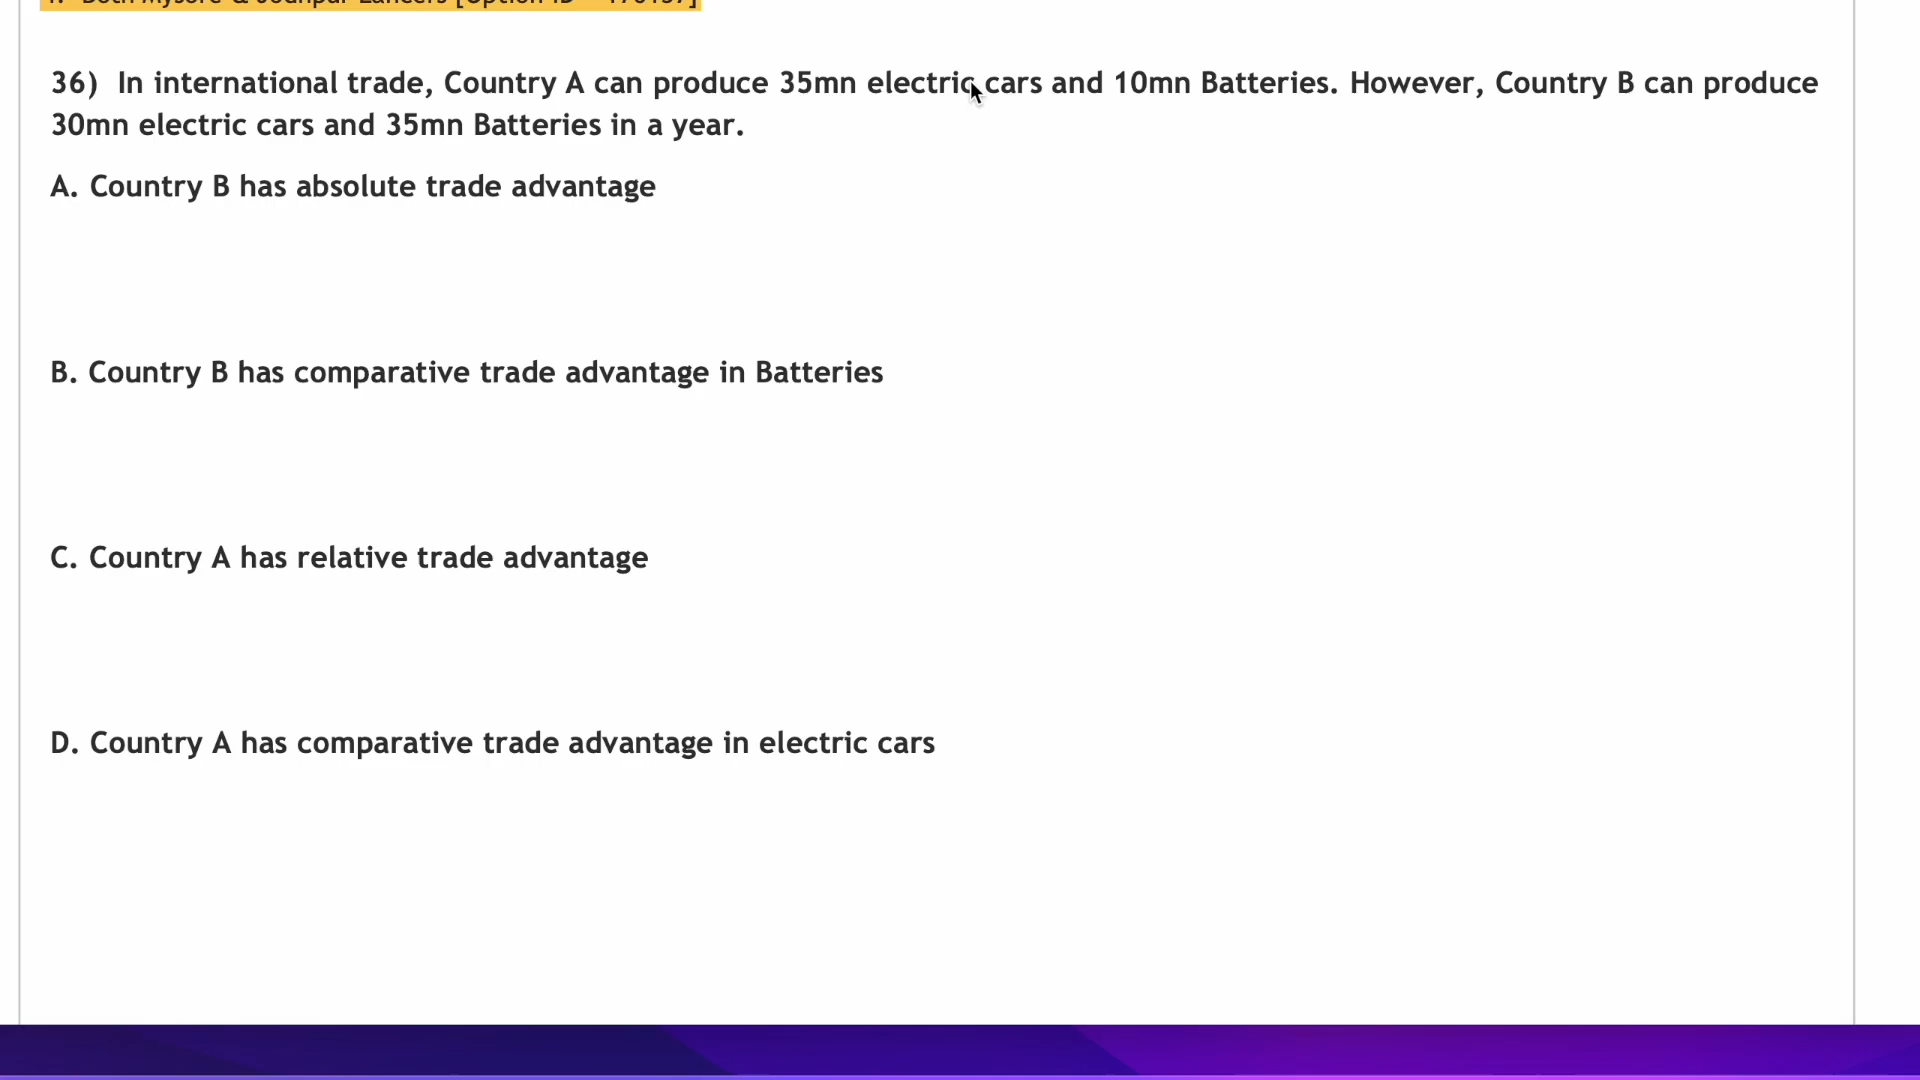 36) In international trade, Country A can produce 35mn electric cars and 10mn Batteries. However, Country B can produce
30mn electric cars and 35mn Batteries in a year.
A. Country B has absolute trade advantage
B. Country B has comparative trade advantage in Batteries
C. Country A has relative trade advantage
D. Country A has comparative trade advantage in electric cars